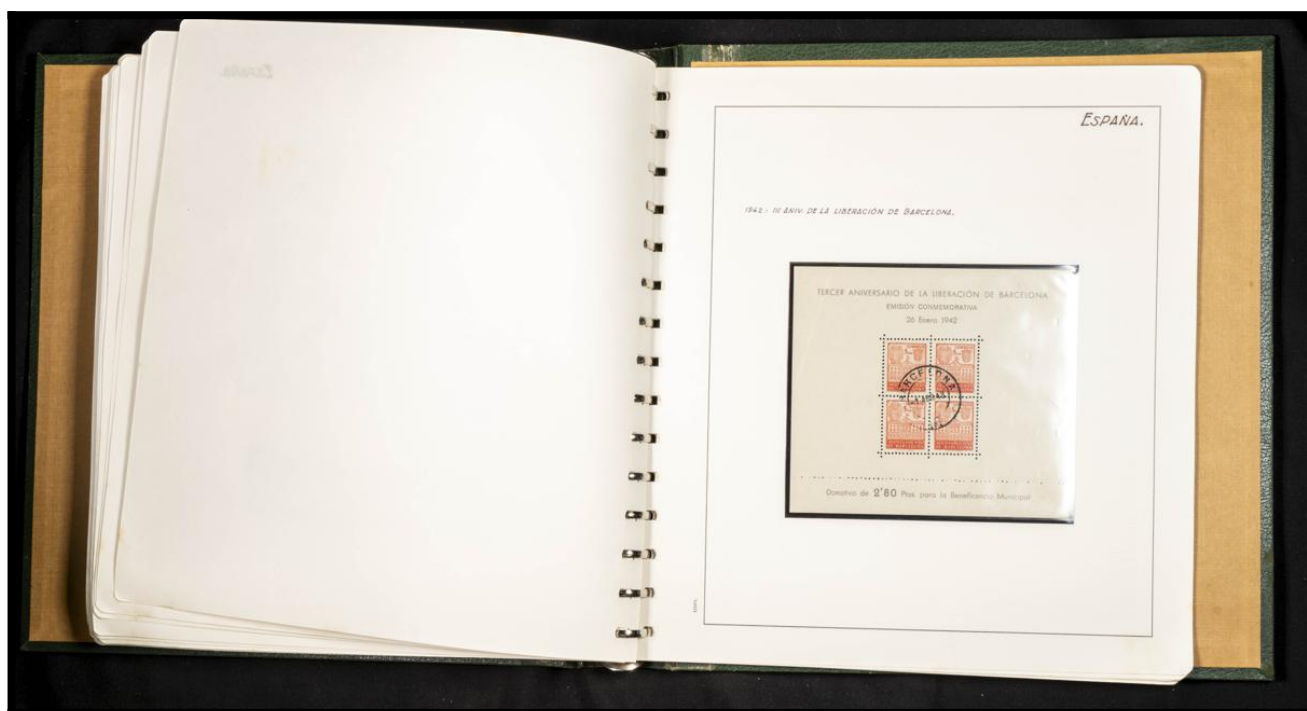 ESPAÑA.
1942.- III ANIV. DE LA LIBERACIÓN DE BARCELONA.
TERCER ANIVERSARIO DE LA LIBERACIÓN DE BARCELONA
EMISIÓN CONMEMORATIVA
26 Enero 1942
BARCELONA
Donativo de 2'80 Ptas. para la Beneficencia Municipal